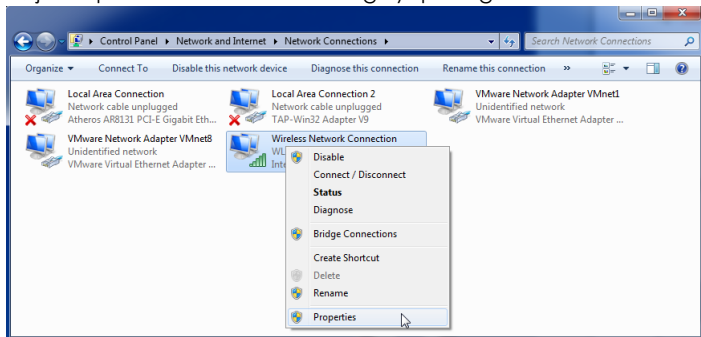 Control Panel ▸ Network and Internet ▸ Network Connections ▸
Search Network Connections
Organize ▾ Connect To Disable this network device Diagnose this connection Rename this connection »
Local Area Connection
Network cable unplugged
Atheros AR8131 PCI-E Gigabit Eth...
Local Area Connection 2
Network cable unplugged
TAP-Win32 Adapter V9
VMware Network Adapter VMnet1
Unidentified network
VMware Virtual Ethernet Adapter ...
VMware Network Adapter VMnet8
Unidentified network
VMware Virtual Ethernet Adapter ...
Wireless Network Connection
WL
Inte
Disable
Connect / Disconnect
Status
Diagnose
Bridge Connections
Create Shortcut
Delete
Rename
Properties